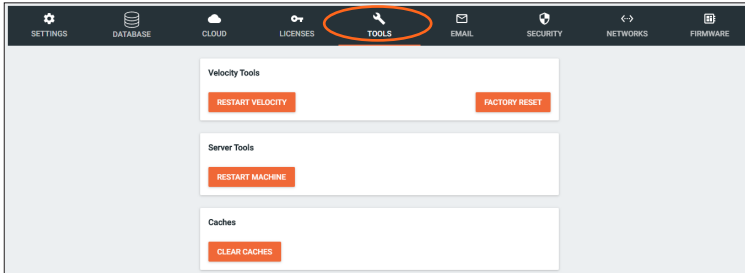 SETTINGS DATABASE CLOUD LICENSES TOOLS EMAIL SECURITY NETWORKS FIRMWARE
Velocity Tools
RESTART VELOCITY FACTORY RESET
Server Tools
RESTART MACHINE
Caches
CLEAR CACHES